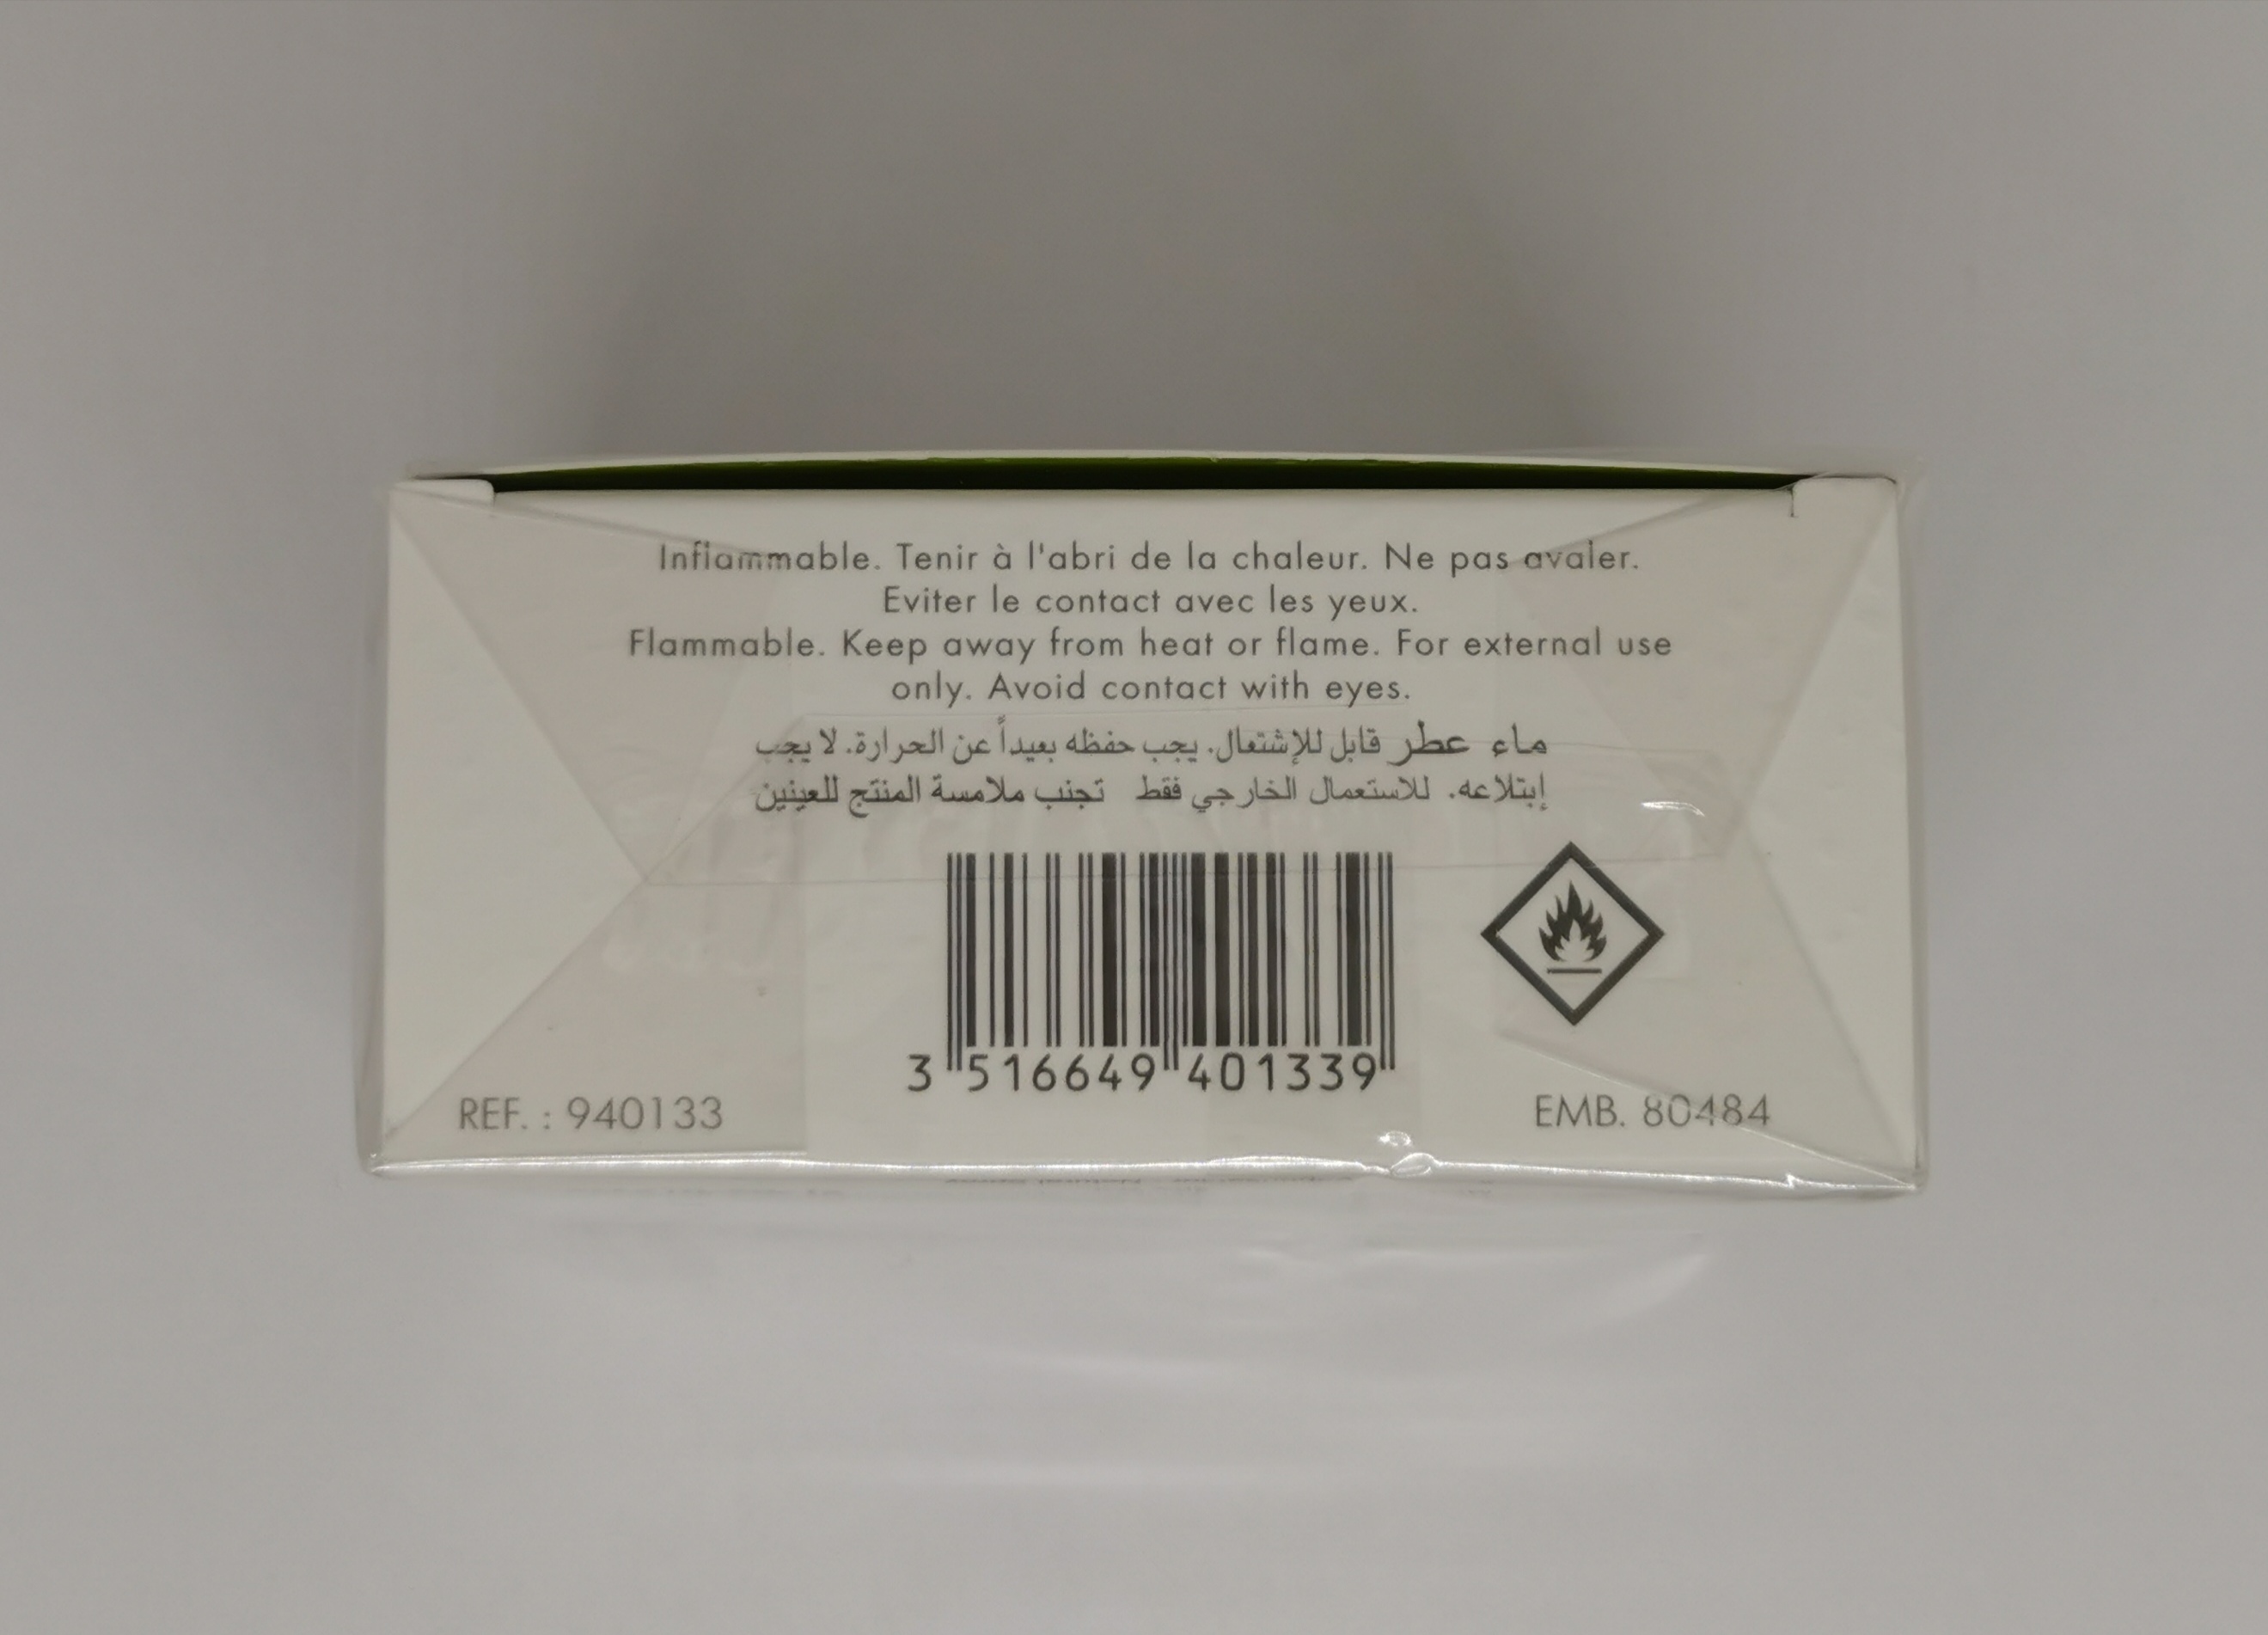 Inflammable. Tenir à l'abri de la chaleur. Ne pas avaler.
Eviter le contact avec les yeux.
Flammable. Keep away from heat or flame. For external use
only. Avoid contact with eyes.
ماء عطر قابل للإشتعال. يجب حفظه بعيداً عن الحرارة. لا يجب
إبتلاعه. للاستعمال الخارجي فقط تجنب ملامسة المنتج للعينين
3 516649 401339
REF. : 940133
EMB. 80484